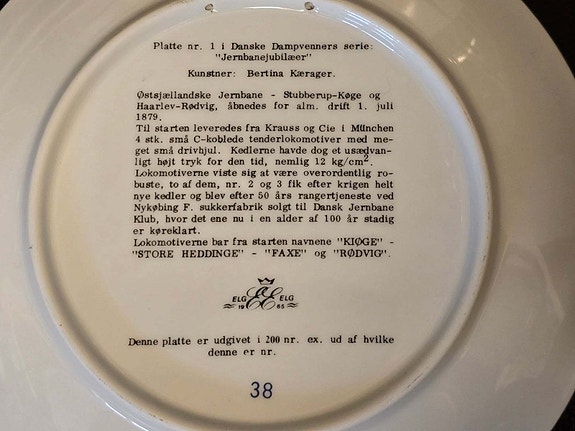 Platte nr. 1 i Danske Dampvenners serie:
"Jernbanejubilæer"
Kunstner: Bertina Kærager.
Østsjællandske Jernbane - Stubberup-Køge og
Haarlev-Rødvig, åbnedes for alm. drift 1. juli
1879.
Til starten leveredes fra Krauss og Cie i München
4 stk. små C-koblede tenderlokomotiver med me-
get små drivhjul. Kedlerne havde dog et usædvan-
ligt højt tryk for den tid, nemlig 12 kg/cm².
Lokomotiverne viste sig at være overordentlig ro-
buste, to af dem, nr. 2 og 3 fik efter krigen helt
nye kedler og blev efter 50 års rangertjeneste ved
Nykøbing F. sukkerfabrik solgt til Dansk Jernbane
Klub, hvor det ene nu i en alder af 100 år stadig
er køreklart.
Lokomotiverne bar fra starten navnene "KIØGE" -
"STORE HEDDINGE" - "FAXE" og "RØDVIG".
ELG EE ELG
19 65
Denne platte er udgivet i 200 nr. ex. ud af hvilke
denne er nr.
38